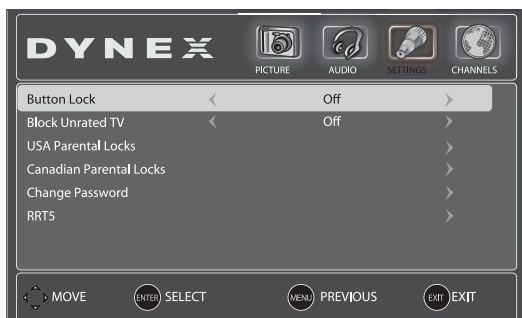 DYNEX
PICTURE AUDIO SETTINGS CHANNELS
Button Lock Off
Block Unrated TV Off
USA Parental Locks
Canadian Parental Locks
Change Password
RRT5
MOVE ENTER SELECT MENU PREVIOUS EXIT EXIT